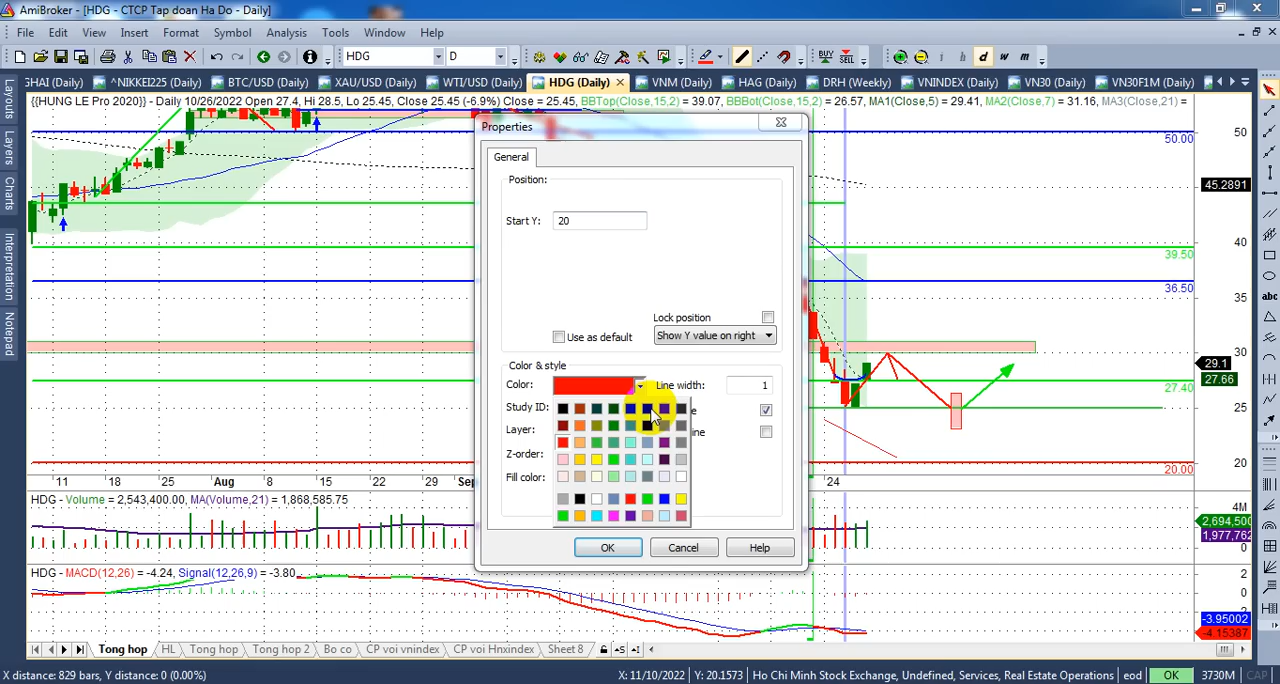 AmiBroker - [HDG - CTCP Tap doan Ha Do - Daily]
File Edit View Insert Format Symbol Analysis Tools Window Help
HDG D BUY SELL i h d w m
HAI (Daily) ^NIKKEI225 (Daily) BTC/USD (Daily) XAU/USD (Daily) WTI/USD (Daily) HDG (Daily) VNM (Daily) HAG (Daily) DRH (Weekly) VNINDEX (Daily) VN30 (Daily) VN30F1M (Daily)
{{HUNG LE Pro 2020}} - Daily 10/26/2022 Open 27.4, Hi 28.5, Lo 25.45, Close 25.45 (-6.9%) Close = 25.45, BBTop(Close,15,2) = 39.07, BBBot(Close,15,2) = 26.57, MA1(Close,5) = 29.41, MA2(Close,7) = 31.16, MA3(Close,21) =
Layouts
Layers
Charts
Interpretation
Notepad
Properties
General
Position:
Start Y: 20
Lock position
Use as default Show Y value on right
Color & style
Color: Line width: 1
Study ID:
Layer:
Z-order:
Fill color:
OK Cancel Help
50
50.00
45.2891
40
39.50
36.50
35
30
29.1
27.66
27.40
25
20
20.00
abc
11 15 18 22 25 Aug 8 15 22 29 24
HDG - Volume = 2,543,400.00, MA(Volume,21) = 1,868,585.75
4M
2,694,500
1,977,762
0
HDG - MACD(12,26) = -4.24, Signal(12,26,9) = -3.80
2
0
-3.95002
-4.15387
Tong hop HL Tong hop Tong hop 2 Bo co CP voi vnindex CP voi Hnxindex Sheet 8
X distance: 829 bars, Y distance: 0 (0.00%) X: 11/10/2022 Y: 20.1573 Ho Chi Minh Stock Exchange, Undefined, Services, Real Estate Operations eod OK 3730M CAP